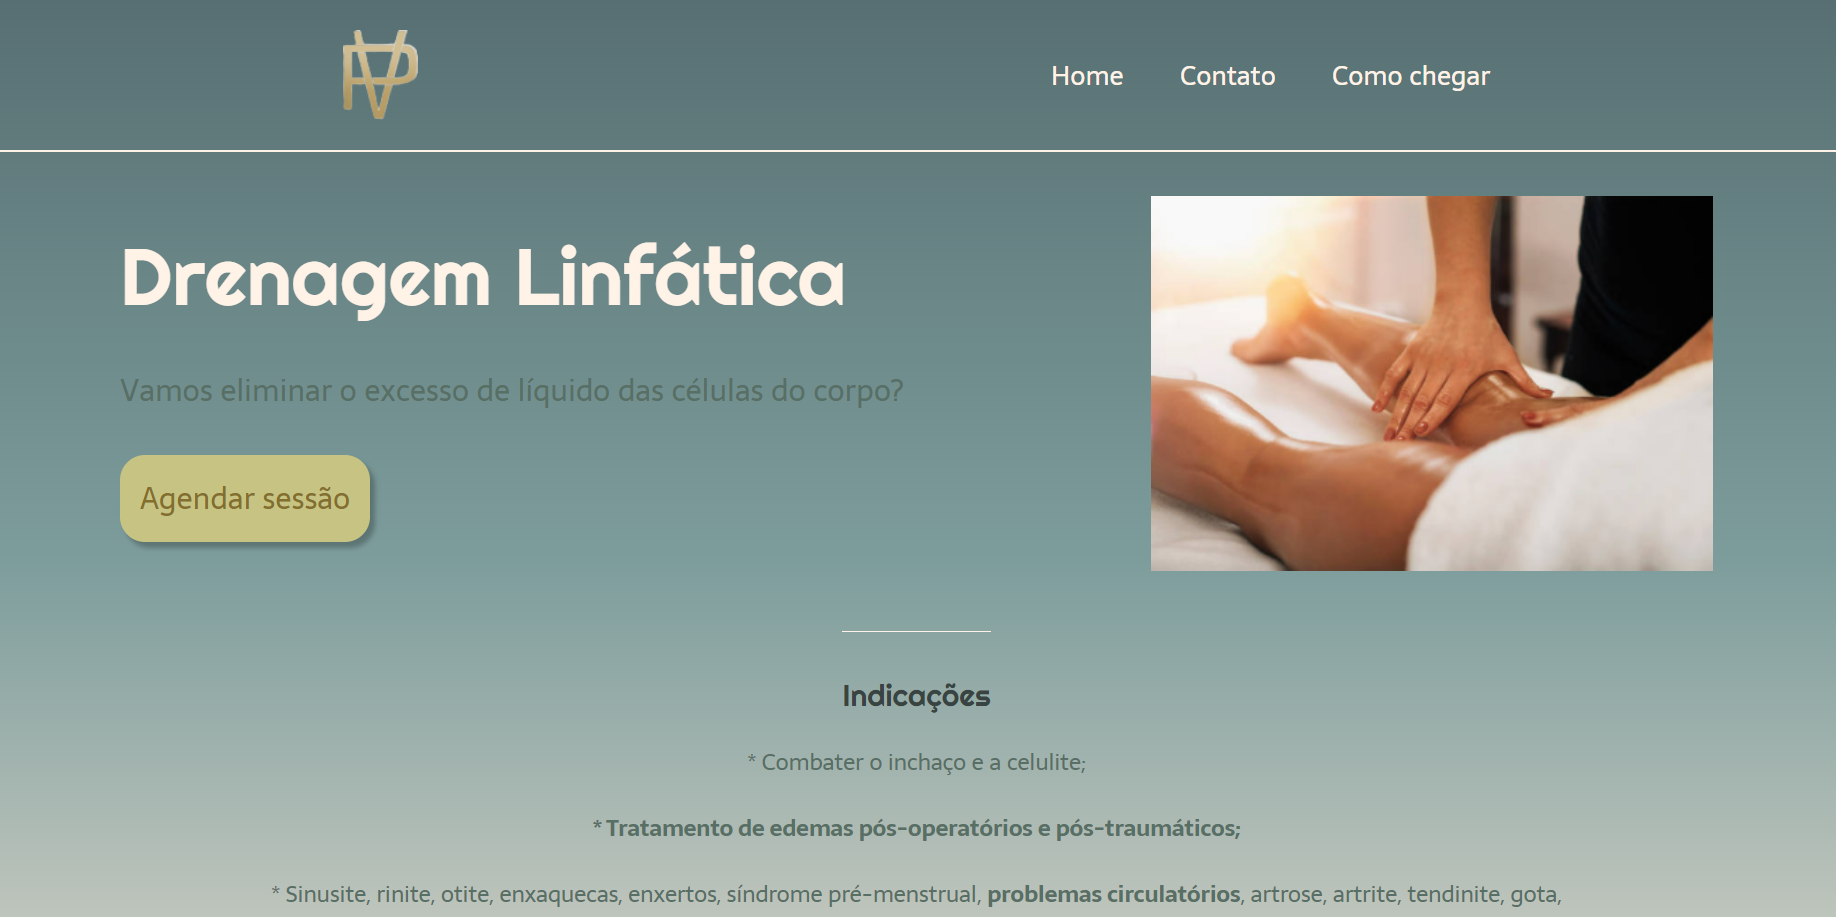 VP
Home Contato Como chegar
Drenagem Linfática
Vamos eliminar o excesso de líquido das células do corpo?
Agendar sessão
Indicações
* Combater o inchaço e a celulite;
* Tratamento de edemas pós-operatórios e pós-traumáticos;
* Sinusite, rinite, otite, enxaquecas, enxertos, síndrome pré-menstrual, problemas circulatórios, artrose, artrite, tendinite, gota,